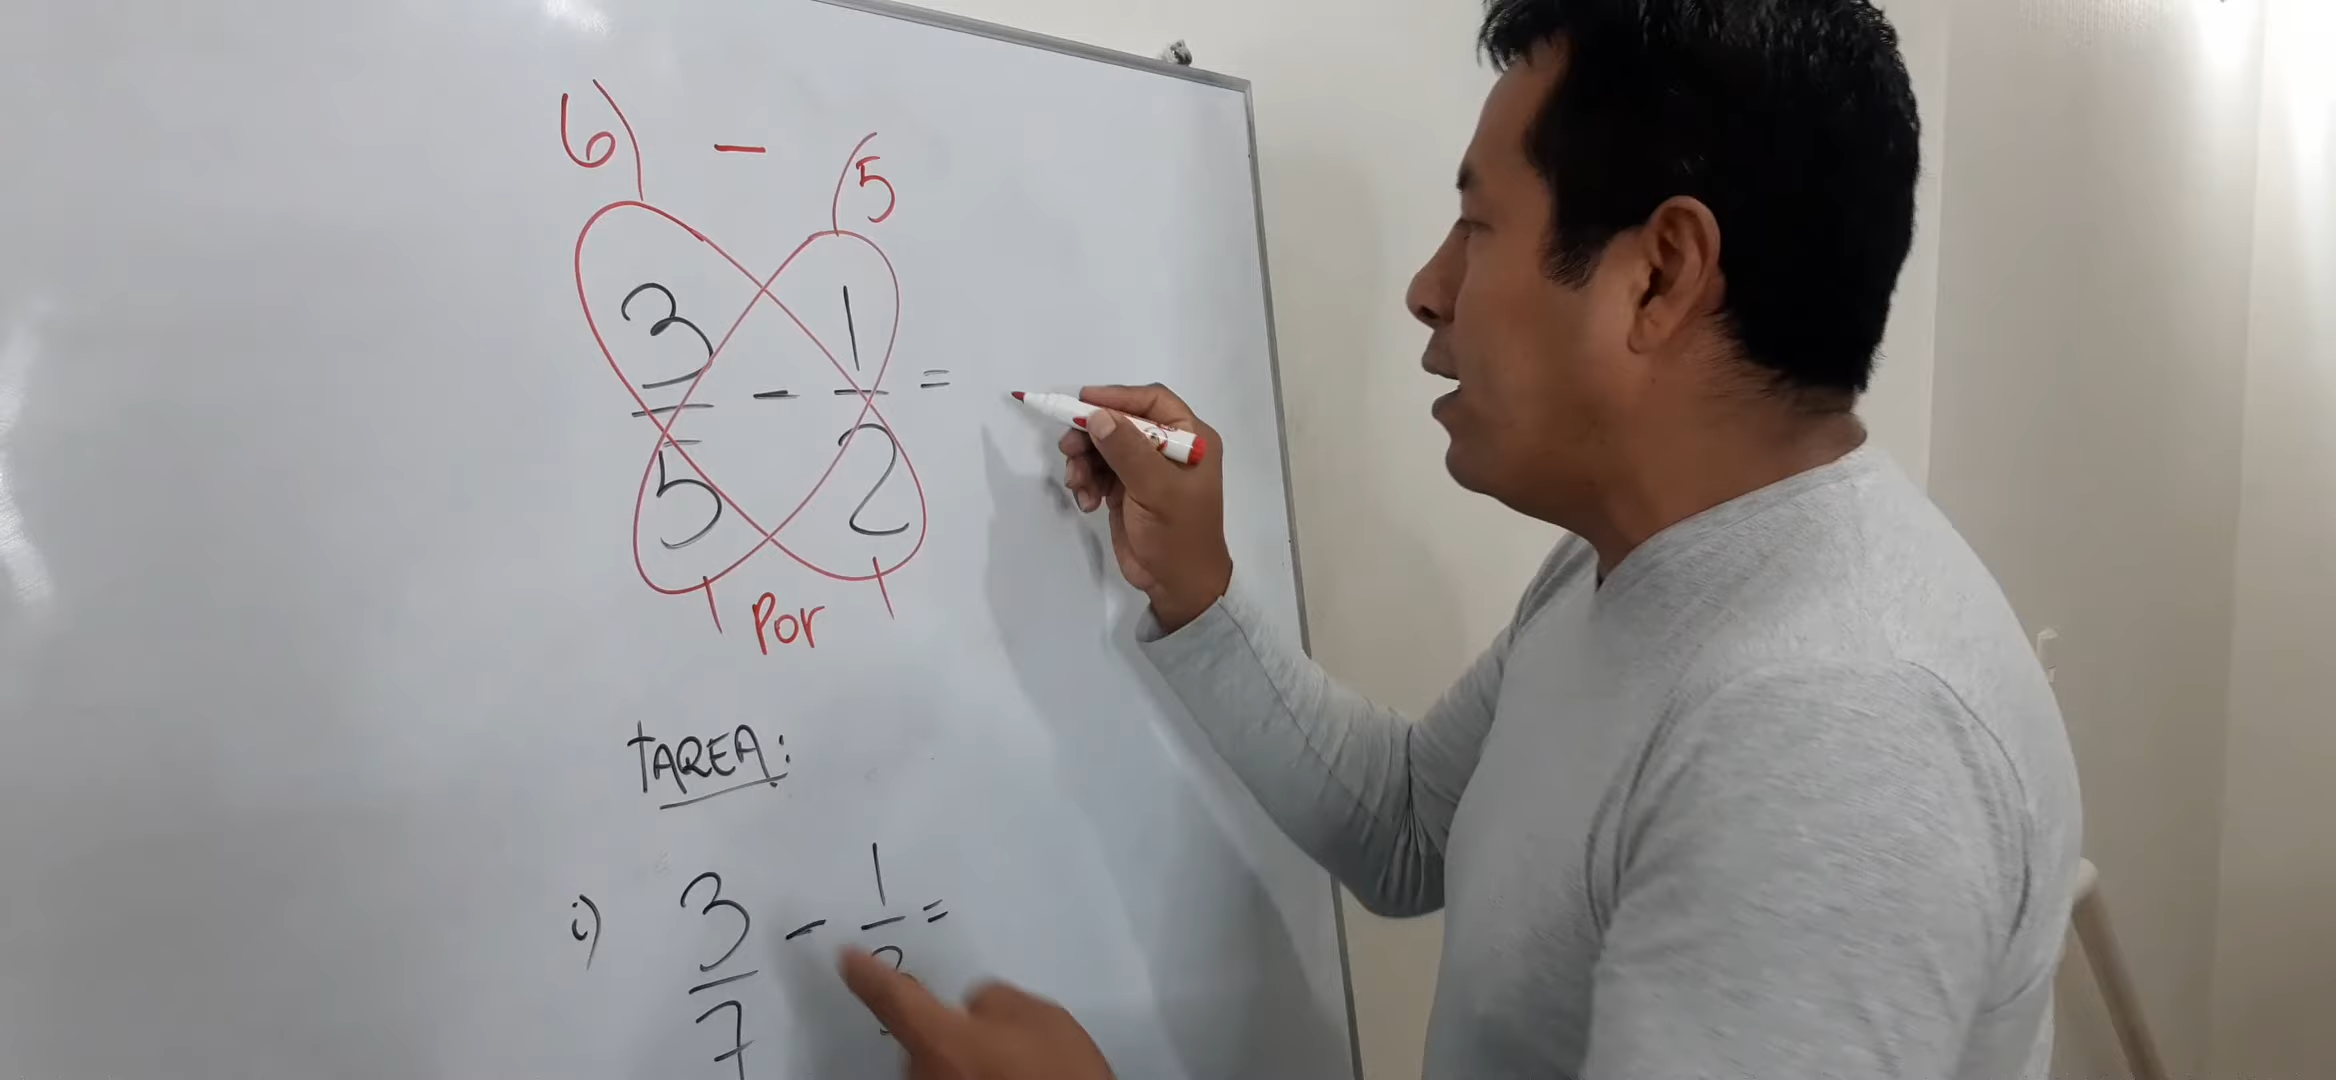 6 - 5
3/5 - 1/2 =
Por
TAREA:
i) 3/7 - 1/ =